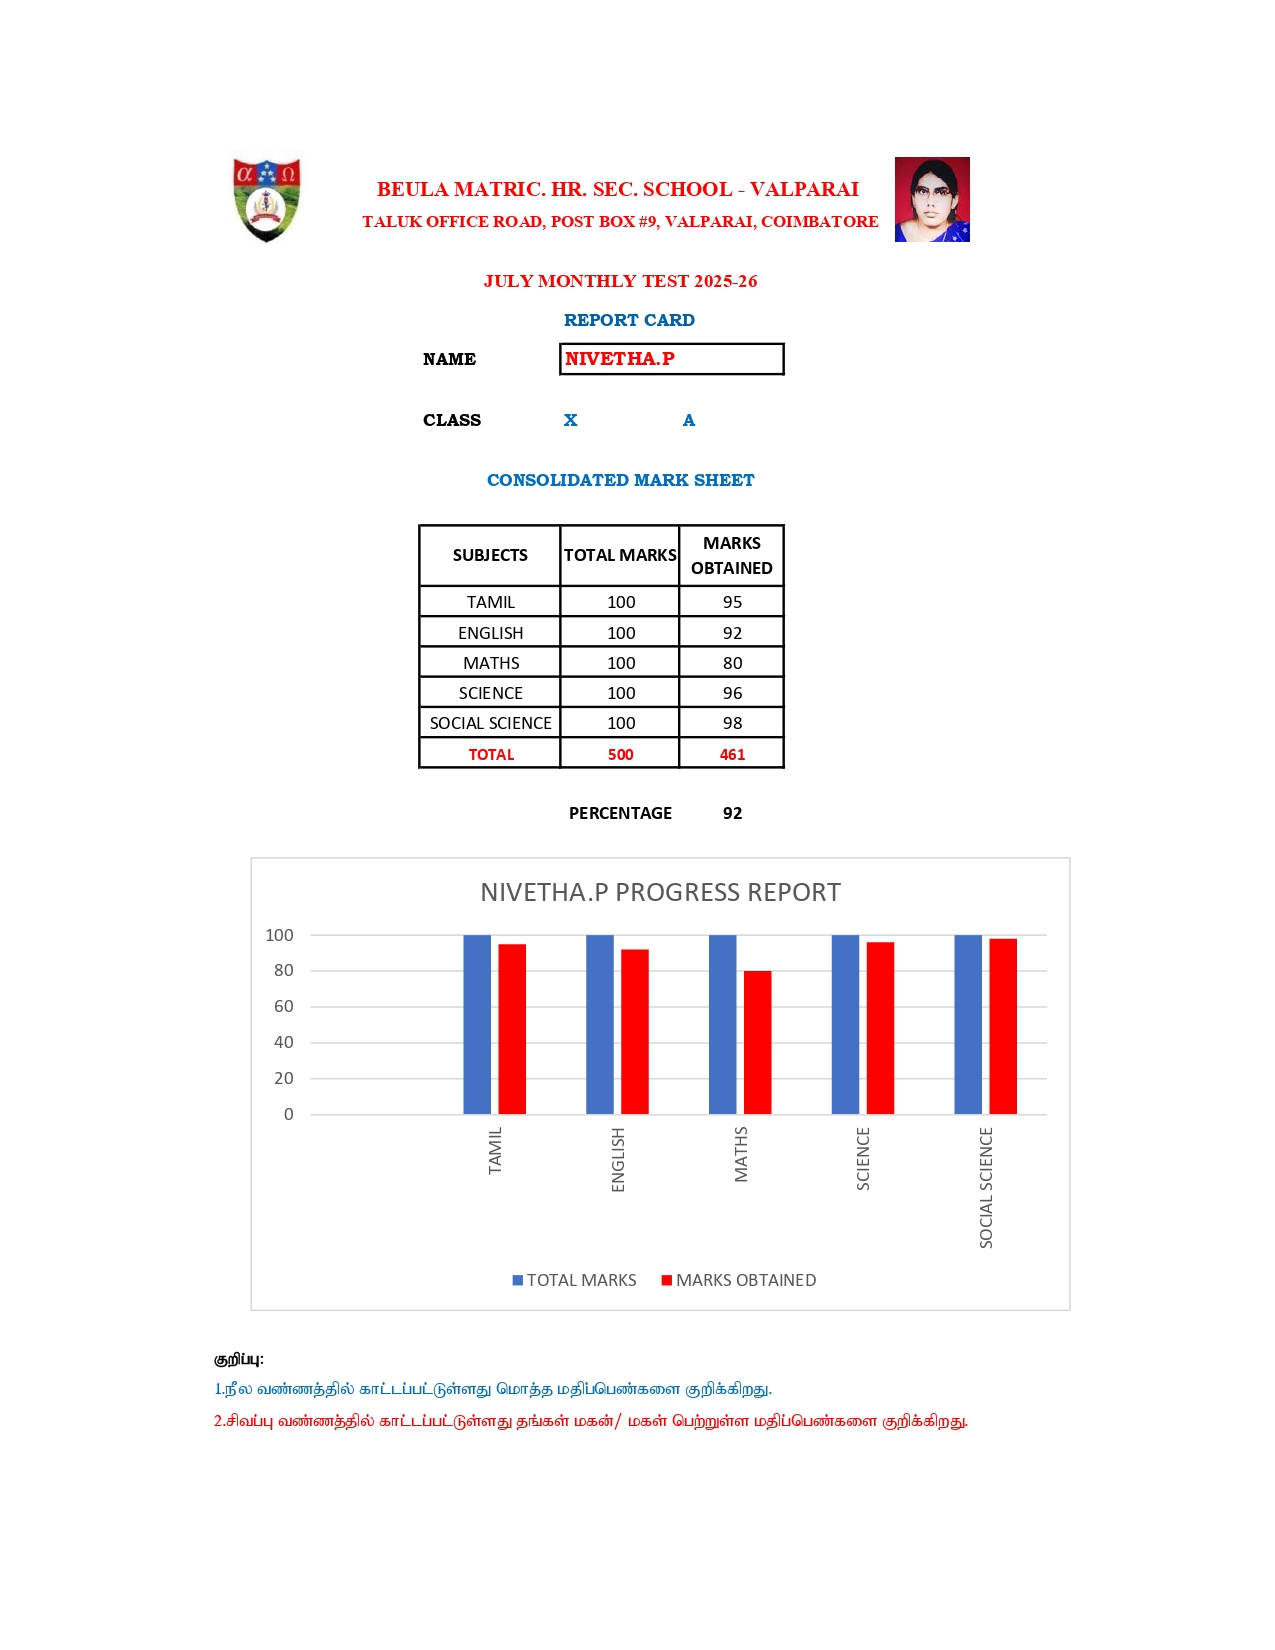 α Ω
BEULA MATRIC. HR. SEC. SCHOOL - VALPARAI
TALUK OFFICE ROAD, POST BOX #9, VALPARAI, COIMBATORE
JULY MONTHLY TEST 2025-26
REPORT CARD
NAME NIVETHA.P
CLASS X A
CONSOLIDATED MARK SHEET
SUBJECTS TOTAL MARKS MARKS OBTAINED
TAMIL 100 95
ENGLISH 100 92
MATHS 100 80
SCIENCE 100 96
SOCIAL SCIENCE 100 98
TOTAL 500 461
PERCENTAGE 92
NIVETHA.P PROGRESS REPORT
100
80
60
40
20
0
TAMIL ENGLISH MATHS SCIENCE SOCIAL SCIENCE
TOTAL MARKS MARKS OBTAINED
குறிப்பு:
1.நீல வண்ணத்தில் காட்டப்பட்டுள்ளது மொத்த மதிப்பெண்களை குறிக்கிறது.
2.சிவப்பு வண்ணத்தில் காட்டப்பட்டுள்ளது தங்கள் மகன்/ மகள் பெற்றுள்ள மதிப்பெண்களை குறிக்கிறது.